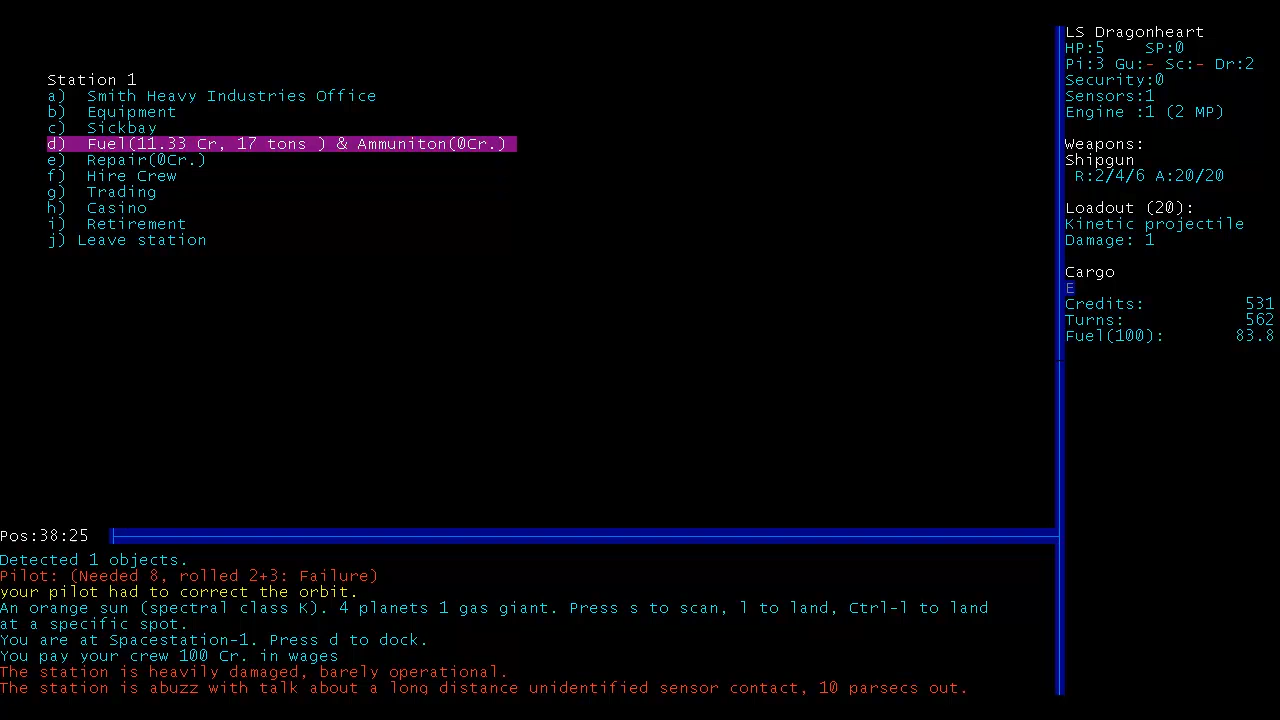 Station 1
a)  Smith Heavy Industries Office
b)  Equipment
c)  Sickbay
d)  Fuel(11.33 Cr, 17 tons ) & Ammuniton(0Cr.)
e)  Repair(0Cr.)
f)  Hire Crew
g)  Trading
h)  Casino
i)  Retirement
j) Leave station
LS Dragonheart
HP:5    SP:0
Pi:3 Gu:- Sc:- Dr:2
Security:0
Sensors:1
Engine :1 (2 MP)
Weapons:
Shipgun
R:2/4/6 A:20/20
Loadout (20):
Kinetic projectile
Damage: 1
Cargo
E
Credits: 531
Turns: 562
Fuel(100): 83.8
Pos:38:25
Detected 1 objects.
Pilot: (Needed 8, rolled 2+3: Failure)
your pilot had to correct the orbit.
An orange sun (spectral class K). 4 planets 1 gas giant. Press s to scan, l to land, Ctrl-l to land
at a specific spot.
You are at Spacestation-1. Press d to dock.
You pay your crew 100 Cr. in wages
The station is heavily damaged, barely operational.
The station is abuzz with talk about a long distance unidentified sensor contact, 10 parsecs out.